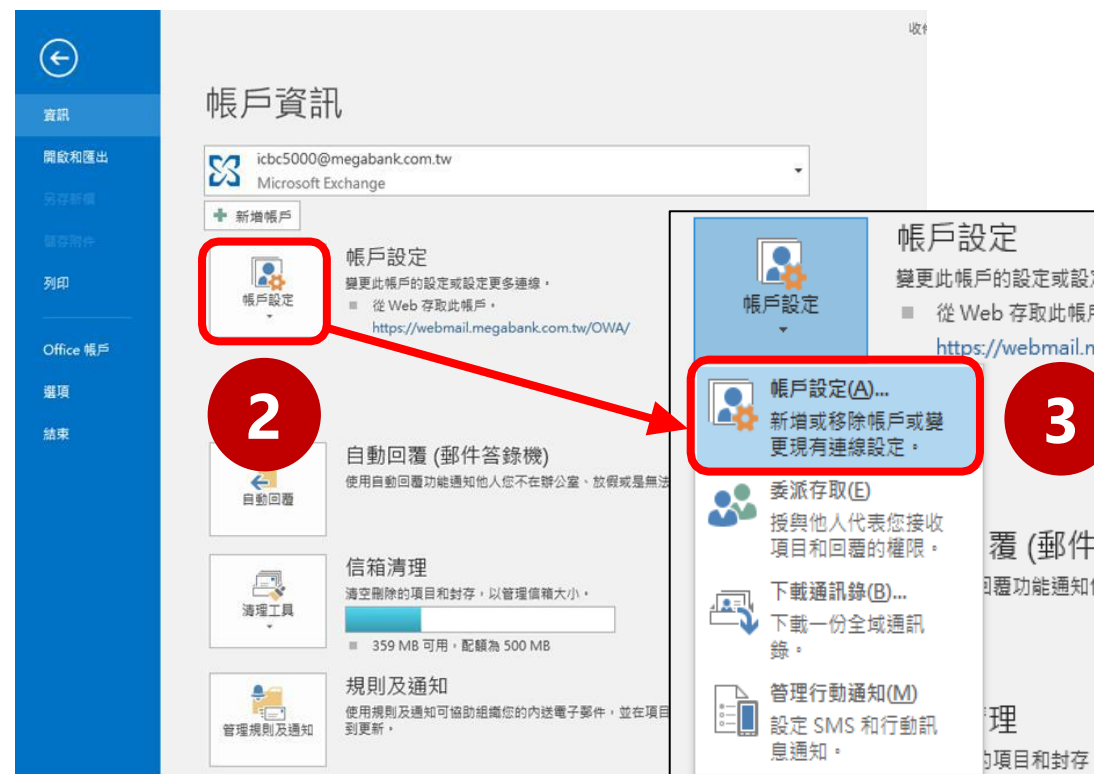 收件
帳戶資訊
資訊
開啟和匯出
另存新檔
儲存附件
列印
Office 帳戶
選項
結束
icbc5000@megabank.com.tw
Microsoft Exchange
新增帳戶
帳戶設定
帳戶設定
變更此帳戶的設定或設定更多連線。
從 Web 存取此帳戶。
https://webmail.megabank.com.tw/OWA/
2
自動回覆
自動回覆 (郵件答錄機)
使用自動回覆功能通知他人您不在辦公室、放假或是無法
清理工具
信箱清理
清空刪除的項目和封存，以管理信箱大小。
359 MB 可用，配額為 500 MB
管理規則及通知
規則及通知
使用規則及通知可協助組織您的內送電子郵件，並在項目
到更新。
帳戶設定
帳戶設定
變更此帳戶的設定或設定
從 Web 存取此帳戶
https://webmail.m
帳戶設定(A)...
新增或移除帳戶或變
更現有連線設定。
3
委派存取(E)
授與他人代表您接收
項目和回覆的權限。
覆 (郵件
回覆功能通知他
下載通訊錄(B)...
下載一份全域通訊
錄。
管理行動通知(M)
設定 SMS 和行動訊
息通知。
理
的項目和封存